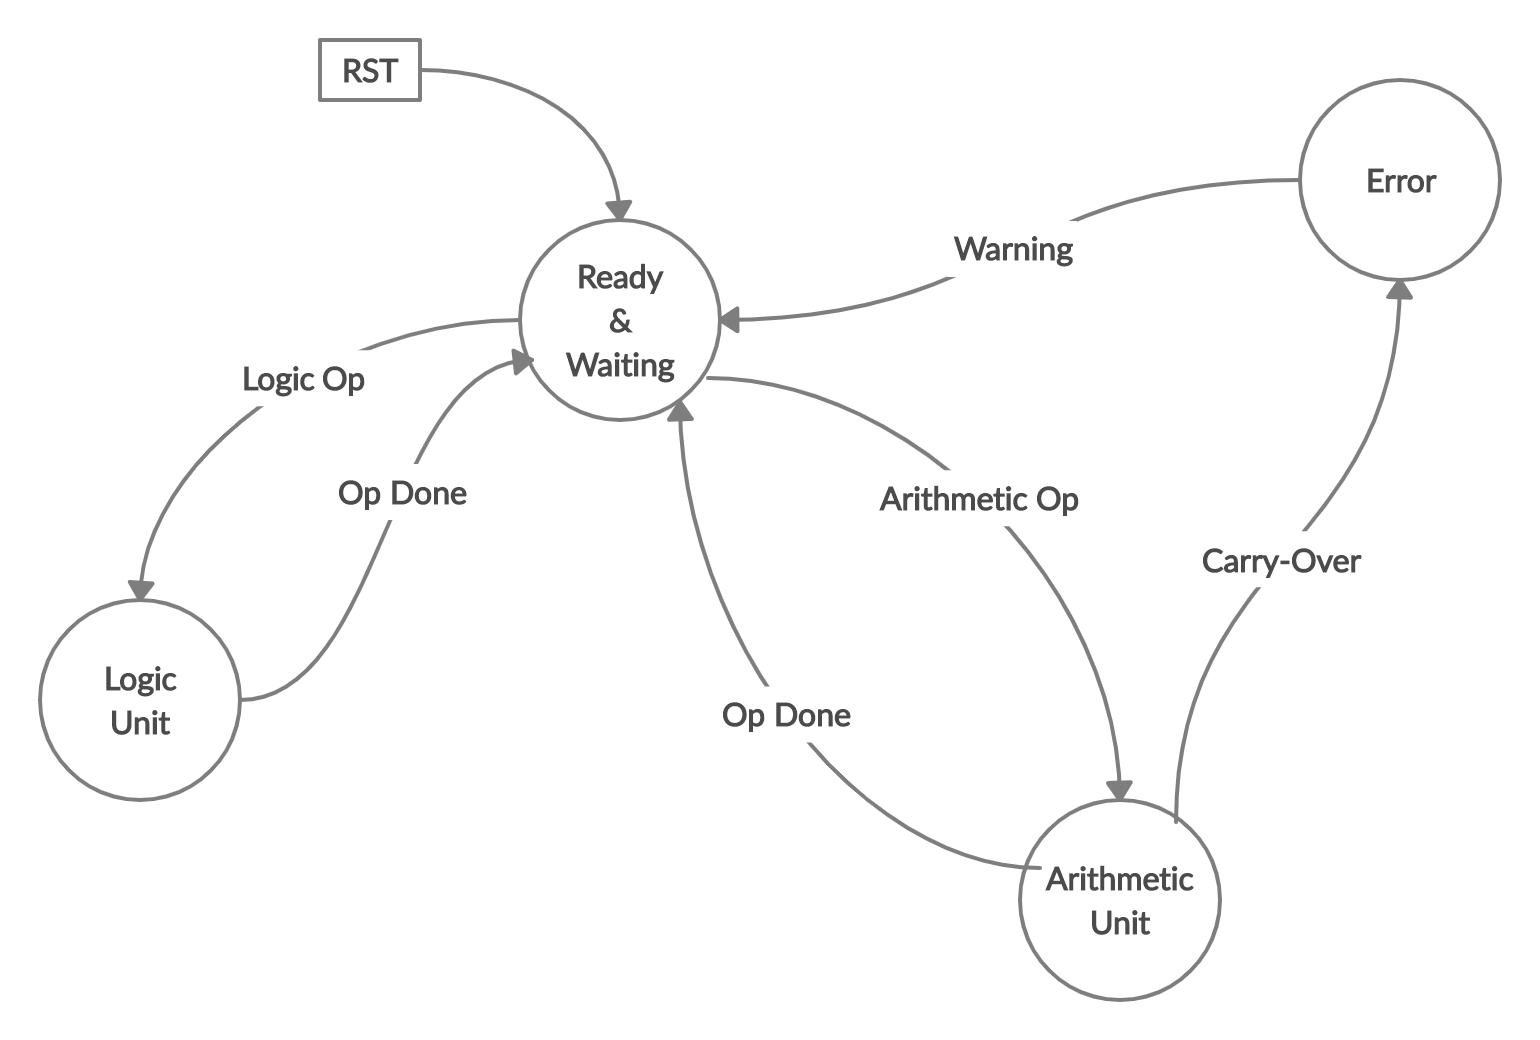 RST
Error
Warning
Ready
&
Waiting
Logic Op
Op Done
Arithmetic Op
Carry-Over
Logic
Unit
Op Done
Arithmetic
Unit